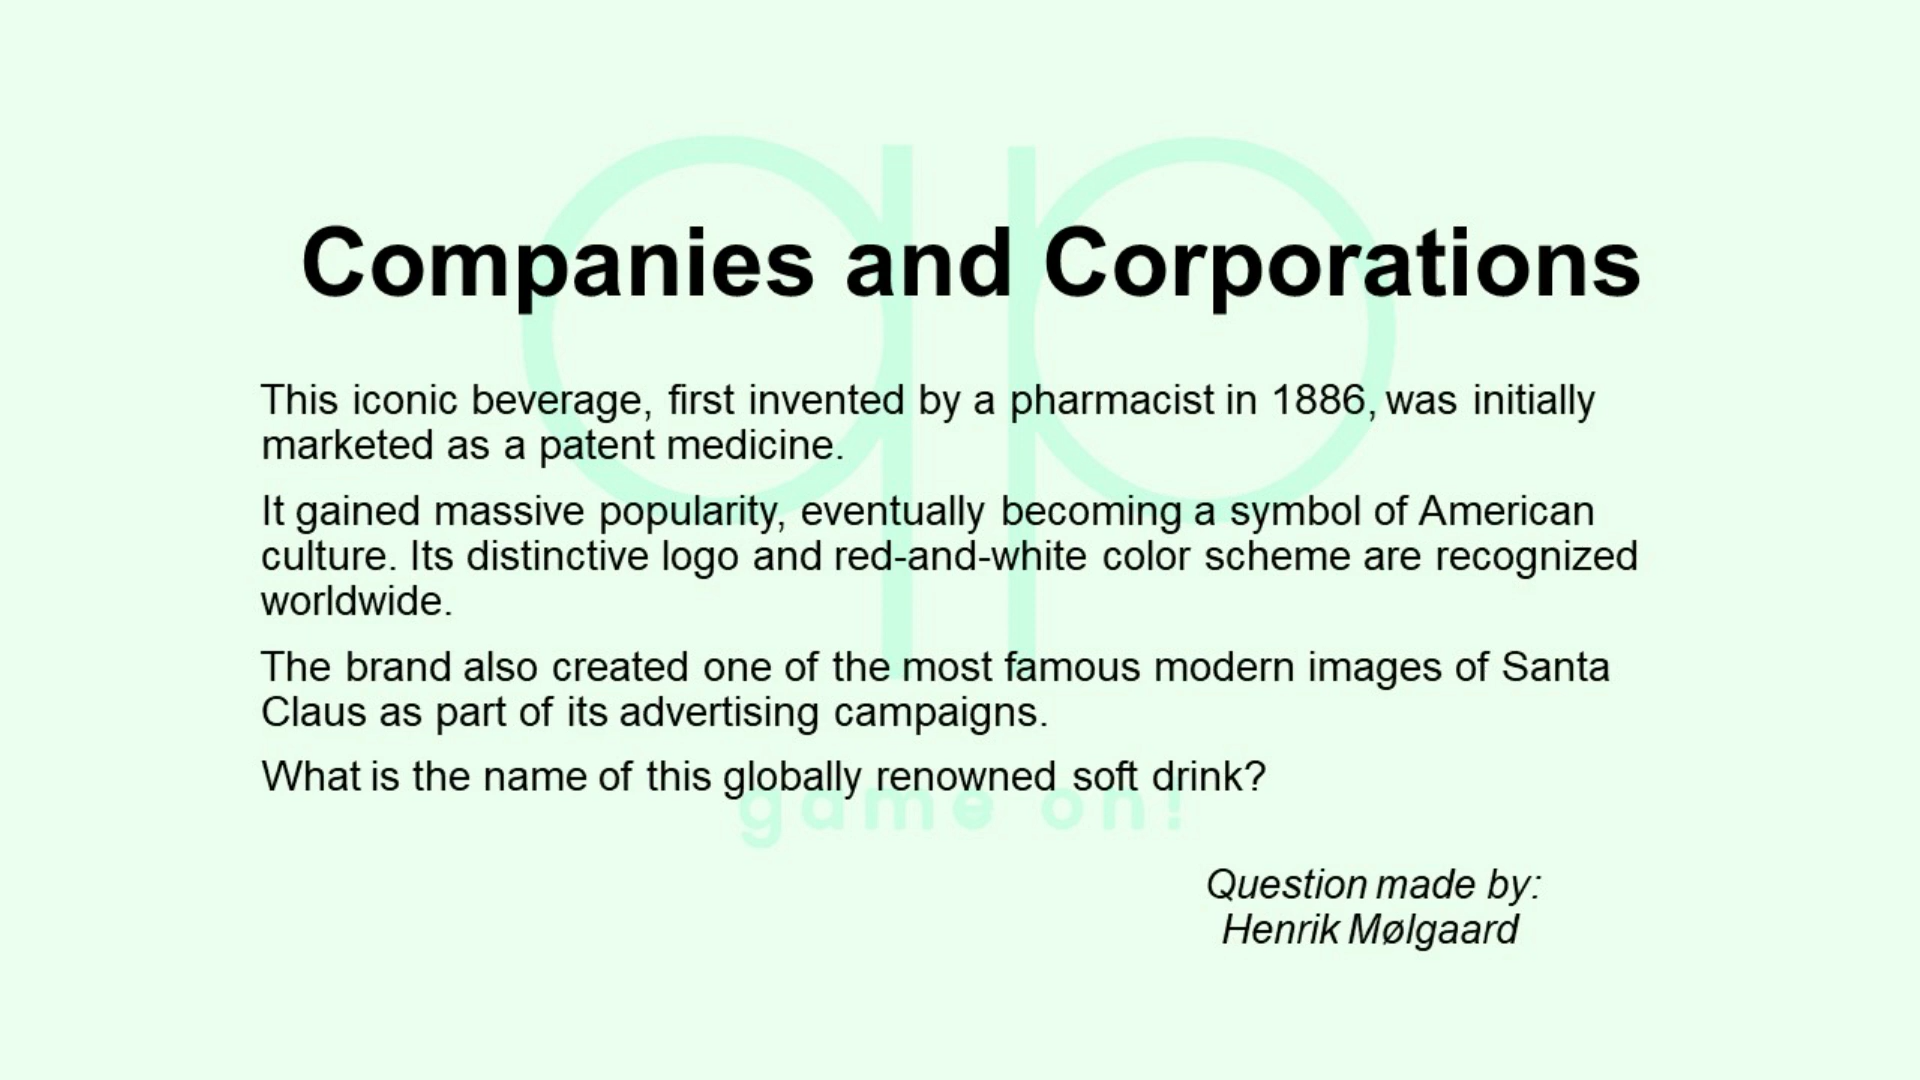 Companies and Corporations
This iconic beverage, first invented by a pharmacist in 1886, was initially
marketed as a patent medicine.
It gained massive popularity, eventually becoming a symbol of American
culture. Its distinctive logo and red-and-white color scheme are recognized
worldwide.
The brand also created one of the most famous modern images of Santa
Claus as part of its advertising campaigns.
What is the name of this globally renowned soft drink?
game on!
Question made by:
Henrik Mølgaard